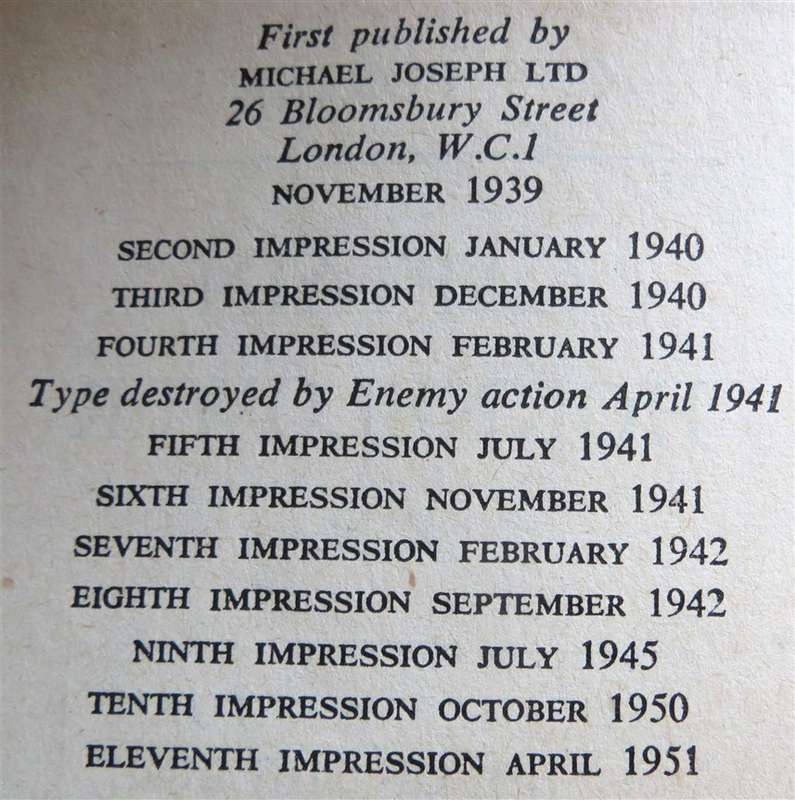 First published by
MICHAEL JOSEPH LTD
26 Bloomsbury Street
London, W.C.1
NOVEMBER 1939
SECOND IMPRESSION JANUARY 1940
THIRD IMPRESSION DECEMBER 1940
FOURTH IMPRESSION FEBRUARY 1941
Type destroyed by Enemy action April 1941
FIFTH IMPRESSION JULY 1941
SIXTH IMPRESSION NOVEMBER 1941
SEVENTH IMPRESSION FEBRUARY 1942
EIGHTH IMPRESSION SEPTEMBER 1942
NINTH IMPRESSION JULY 1945
TENTH IMPRESSION OCTOBER 1950
ELEVENTH IMPRESSION APRIL 1951